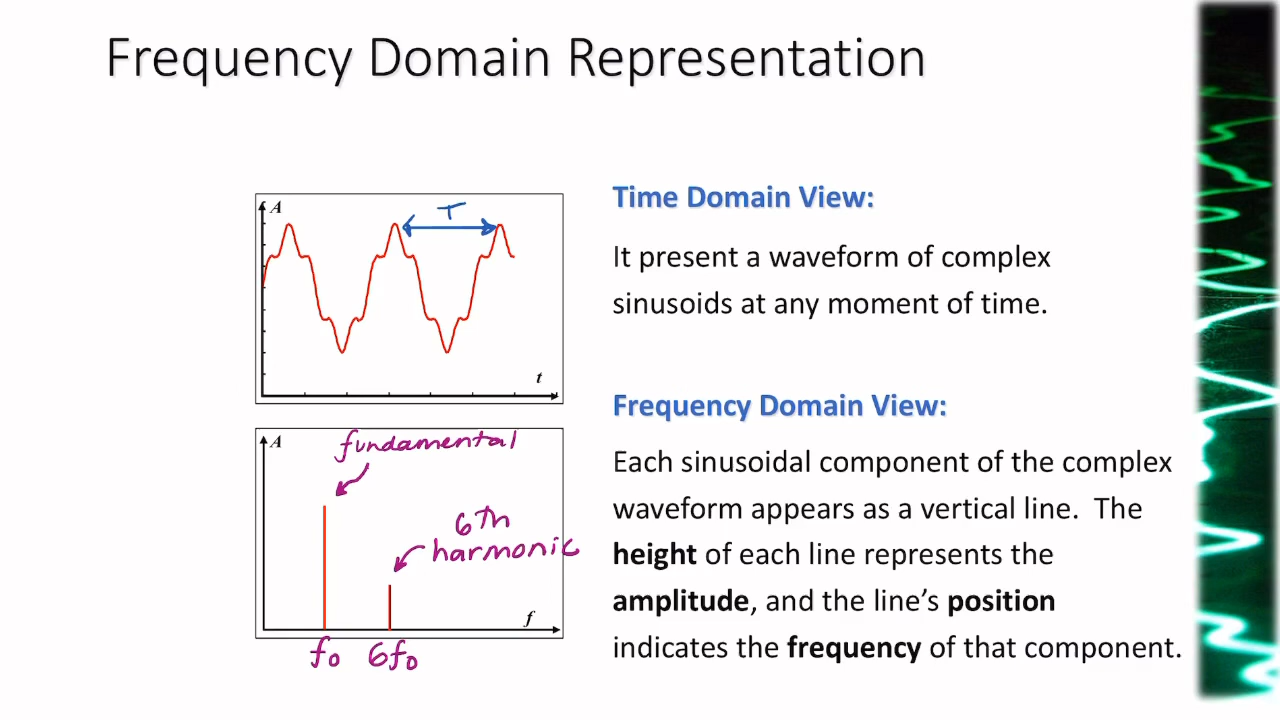 Frequency Domain Representation
A
T
t
Time Domain View:
It present a waveform of complex
sinusoids at any moment of time.
A
fundamental
6th
harmonic
f
f₀
6f₀
Frequency Domain View:
Each sinusoidal component of the complex
waveform appears as a vertical line. The
height of each line represents the
amplitude, and the line's position
indicates the frequency of that component.